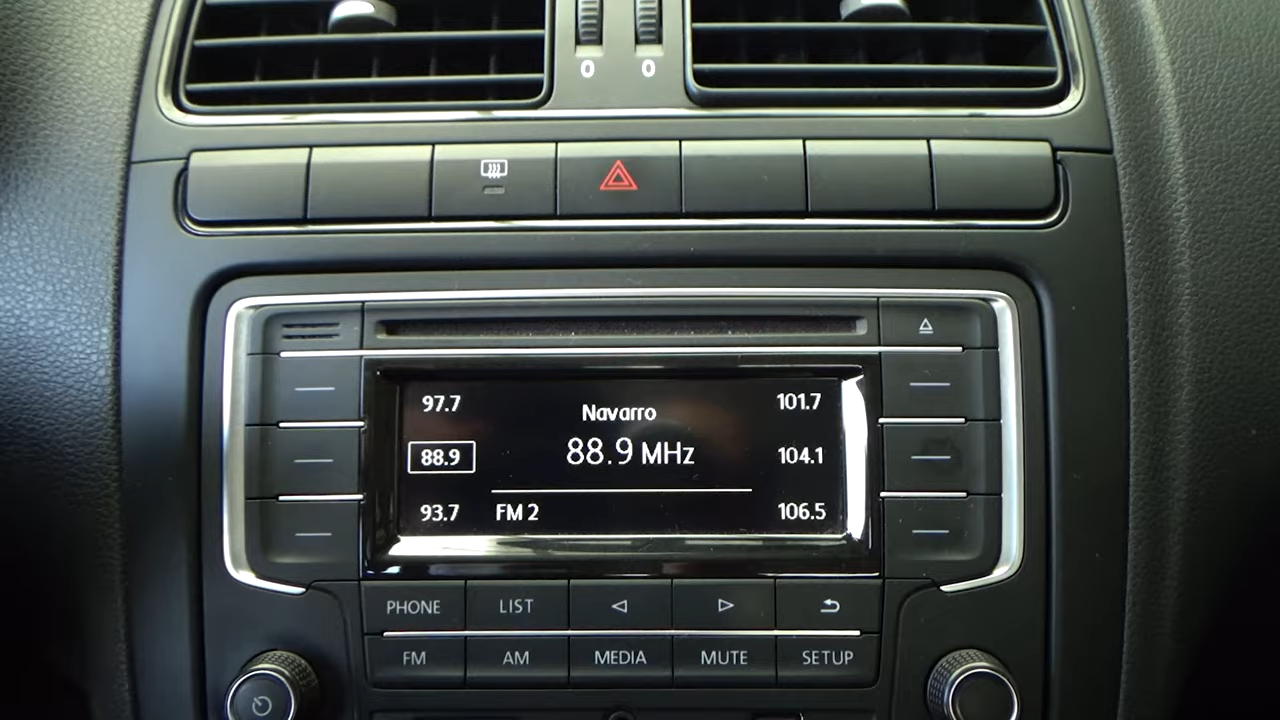 0 0
97.7 Navarro 101.7
88.9 88.9 MHz 104.1
93.7 FM 2 106.5
PHONE LIST
FM AM MEDIA MUTE SETUP